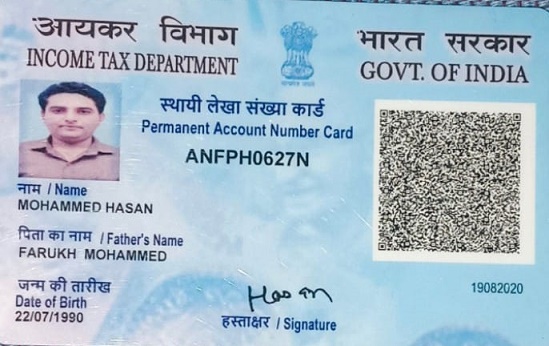 आयकर विभाग
INCOME TAX DEPARTMENT
भारत सरकार
GOVT. OF INDIA
स्थायी लेखा संख्या कार्ड
Permanent Account Number Card
ANFPH0627N
नाम / Name
MOHAMMED HASAN
पिता का नाम / Father's Name
FARUKH MOHAMMED
जन्म की तारीख
Date of Birth
22/07/1990
Hasan
हस्ताक्षर / Signature
19082020